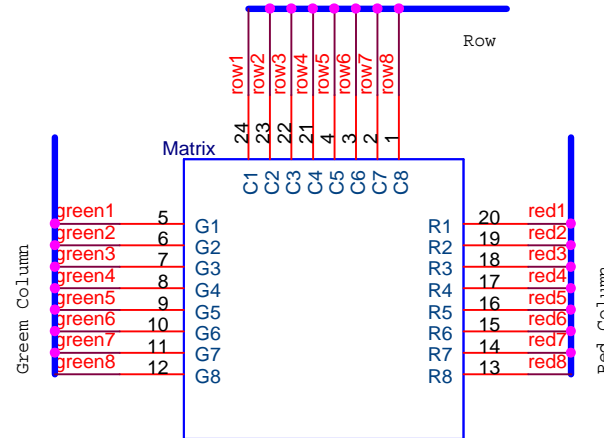 Row
row1 row2 row3 row4 row5 row6 row7 row8
24 23 22 21 4 3 2 1
Matrix
C1 C2 C3 C4 C5 C6 C7 C8
green1 5 G1 R1 20 red1
green2 6 G2 R2 19 red2
green3 7 G3 R3 18 red3
green4 8 G4 R4 17 red4
green5 9 G5 R5 16 red5
green6 10 G6 R6 15 red6
green7 11 G7 R7 14 red7
green8 12 G8 R8 13 red8
Greem Column
Red Column